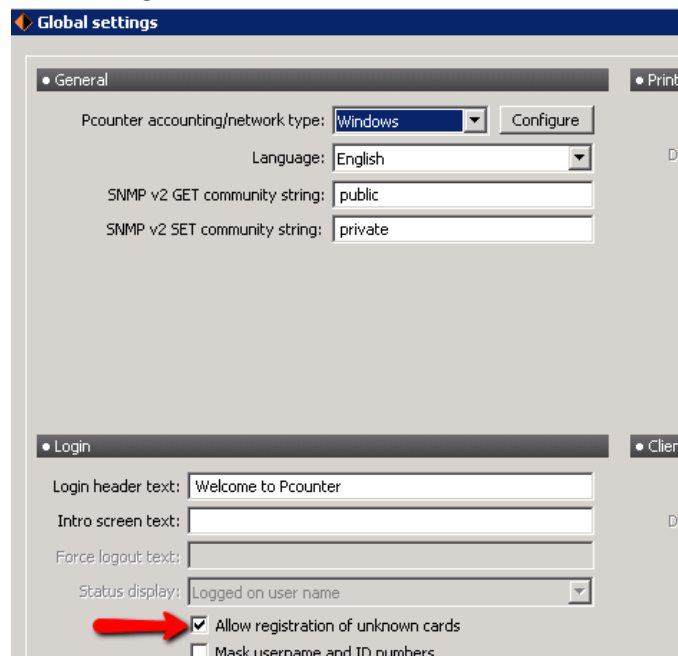 Global settings
• General
Pcounter accounting/network type: Windows Configure
Language: English
SNMP v2 GET community string: public
SNMP v2 SET community string: private
• Print
D
• Login
Login header text: Welcome to Pcounter
Intro screen text:
Force logout text:
Status display: Logged on user name
Allow registration of unknown cards
Mask username and ID numbers
• Clien
D